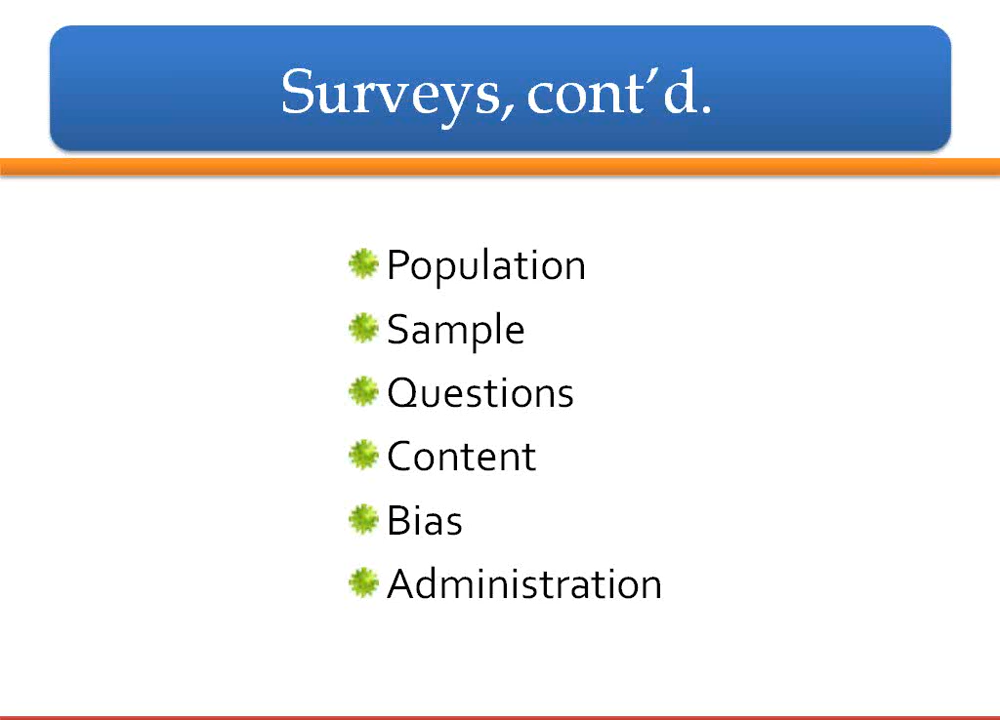 Surveys, cont’d.
Population
Sample
Questions
Content
Bias
Administration